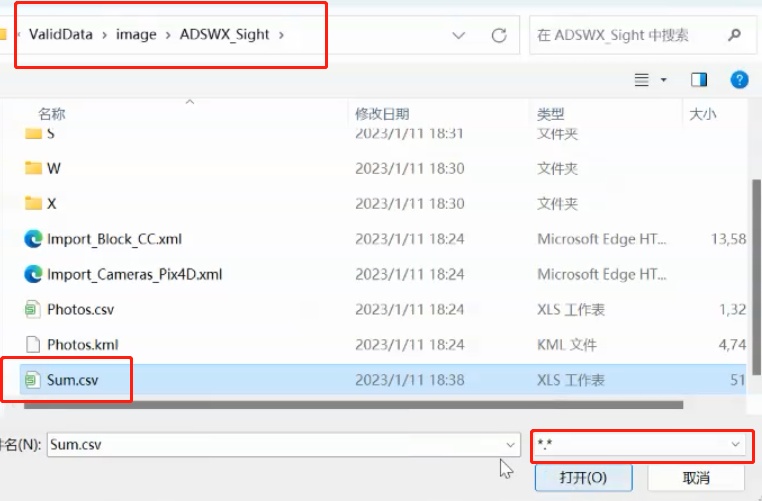 ValidData › image › ADSWX_Sight ›
在 ADSWX_Sight 中搜索
名称 修改日期 类型 大小
S 2023/1/11 18:31 文件夹
W 2023/1/11 18:30 文件夹
X 2023/1/11 18:30 文件夹
Import_Block_CC.xml 2023/1/11 18:24 Microsoft Edge HT... 13,58
Import_Cameras_Pix4D.xml 2023/1/11 18:24 Microsoft Edge HT...
Photos.csv 2023/1/11 18:24 XLS 工作表 1,32
Photos.kml 2023/1/11 18:24 KML 文件 4,74
Sum.csv 2023/1/11 18:38 XLS 工作表 51
件名(N): Sum.csv *.*
打开(O) 取消